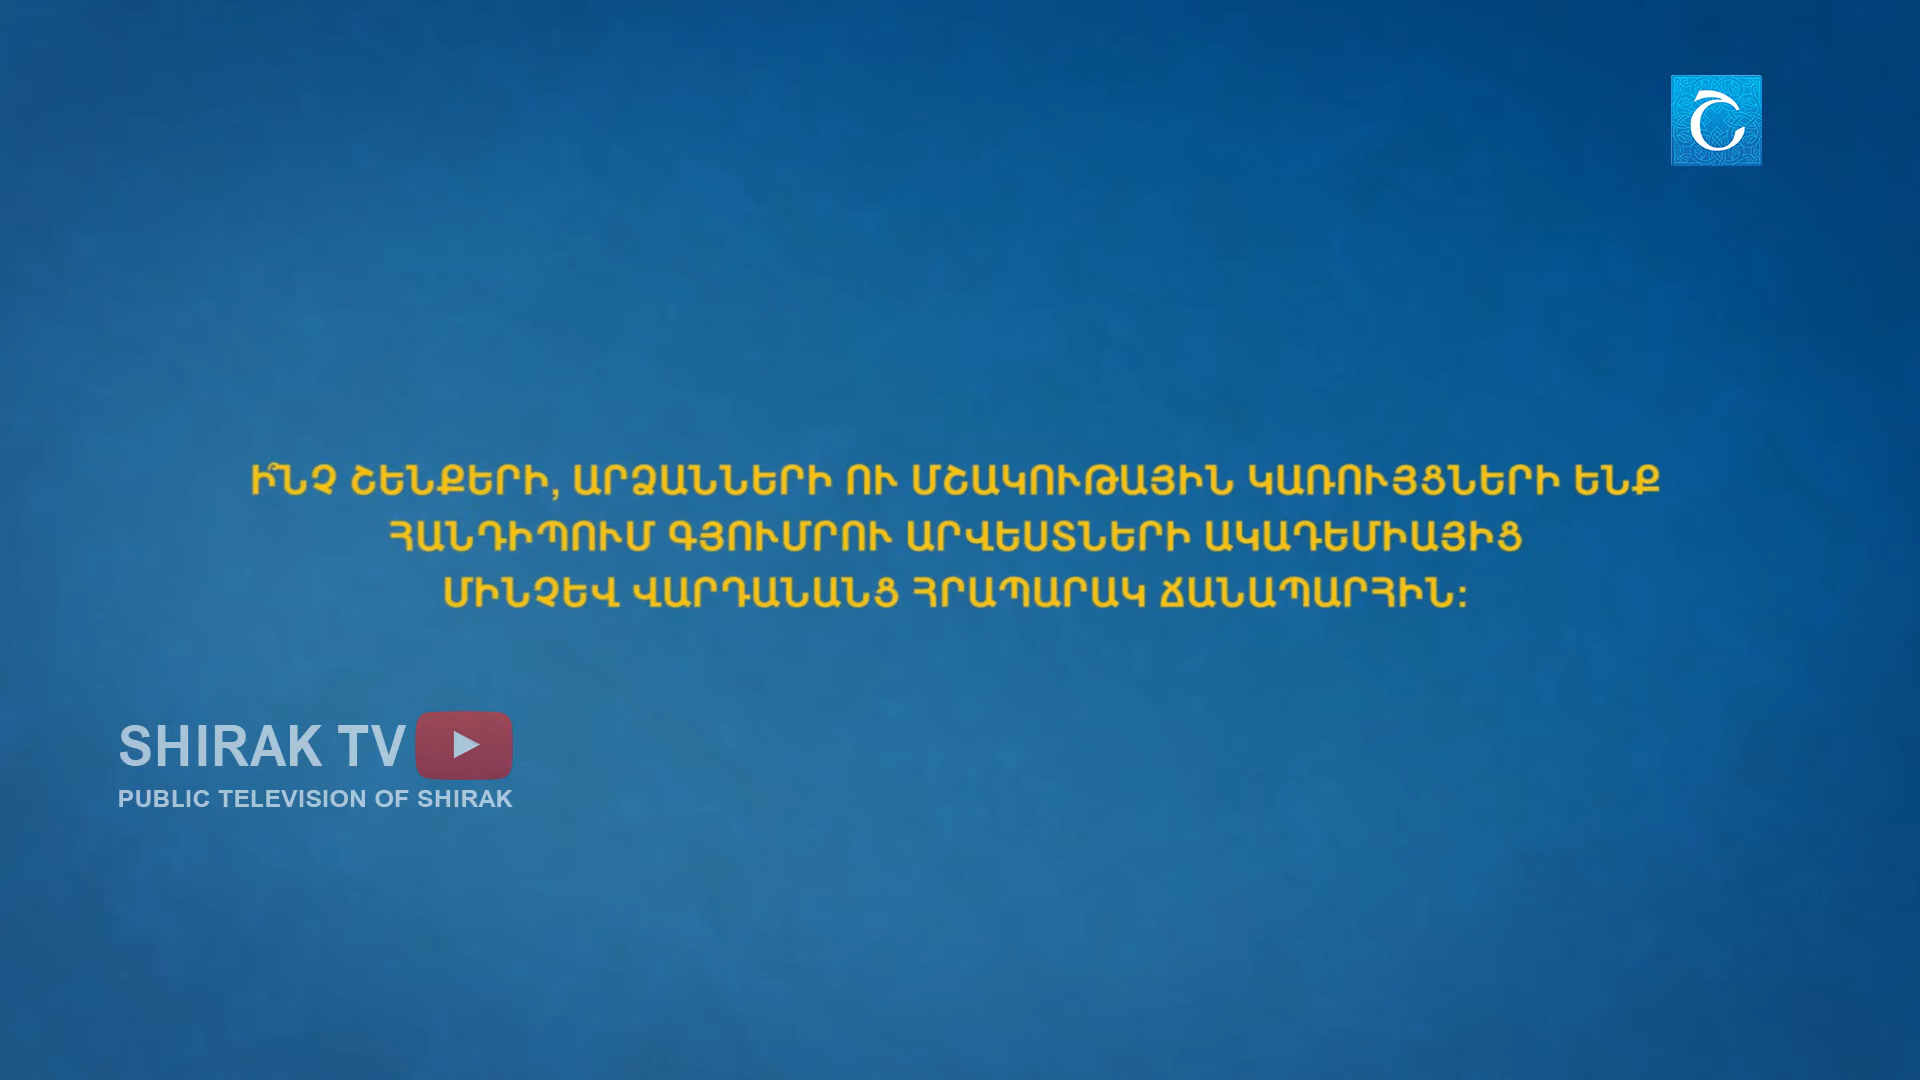 Ի՞ՆՉ ՇԵՆՔԵՐԻ, ԱՐՁԱՆՆԵՐԻ ՈՒ ՄՇԱԿՈՒԹԱՅԻՆ ԿԱՌՈՒՅՑՆԵՐԻ ԵՆՔ
ՀԱՆԴԻՊՈՒՄ ԳՅՈՒՄՐՈՒ ԱՐՎԵՍՏՆԵՐԻ ԱԿԱԴԵՄԻԱՅԻՑ
ՄԻՆՉԵՎ ՎԱՐԴԱՆԱՆՑ ՀՐԱՊԱՐԱԿ ՃԱՆԱՊԱՐՀԻՆ։
SHIRAK TV
PUBLIC TELEVISION OF SHIRAK